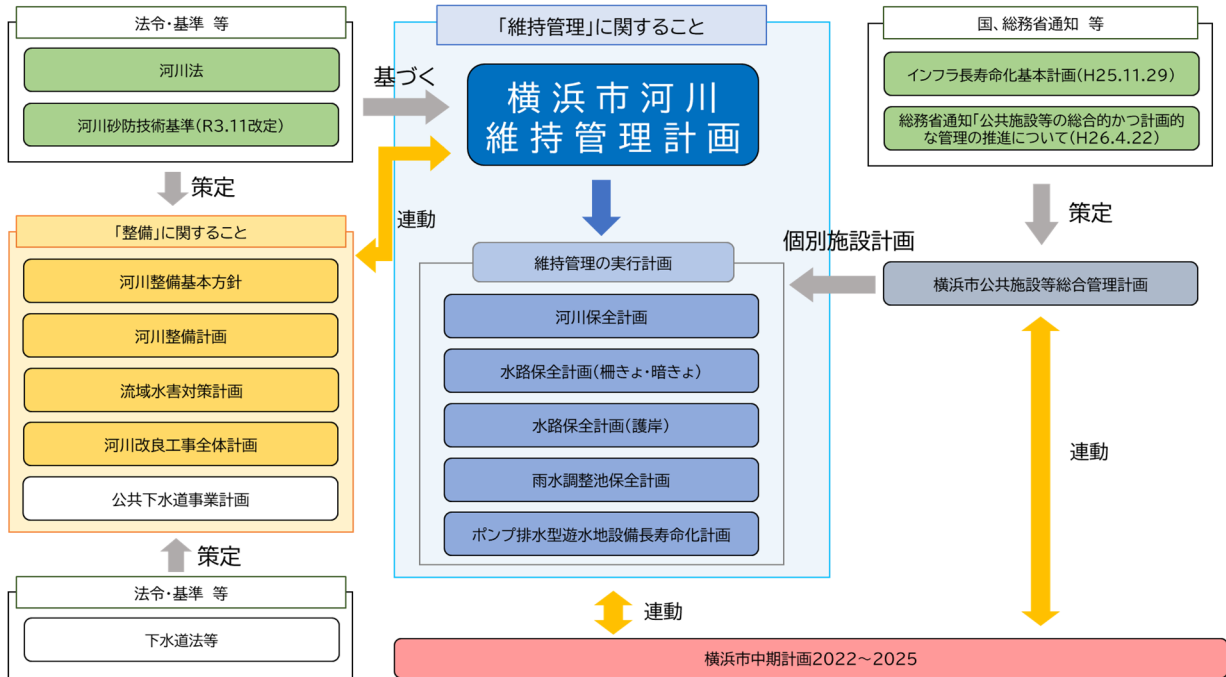 法令・基準 等
河川法
河川砂防技術基準(R3.11改定)
策定
「整備」に関すること
河川整備基本方針
河川整備計画
流域水害対策計画
河川改良工事全体計画
公共下水道事業計画
策定
法令・基準 等
下水道法等
基づく
連動
「維持管理」に関すること
横浜市河川
維持管理計画
維持管理の実行計画
河川保全計画
水路保全計画(柵きょ・暗きょ)
水路保全計画(護岸)
雨水調整池保全計画
ポンプ排水型遊水地設備長寿命化計画
個別施設計画
国、総務省通知 等
インフラ長寿命化基本計画(H25.11.29)
総務省通知「公共施設等の総合的かつ計画的
な管理の推進について(H26.4.22)
策定
横浜市公共施設等総合管理計画
連動
連動
横浜市中期計画2022～2025